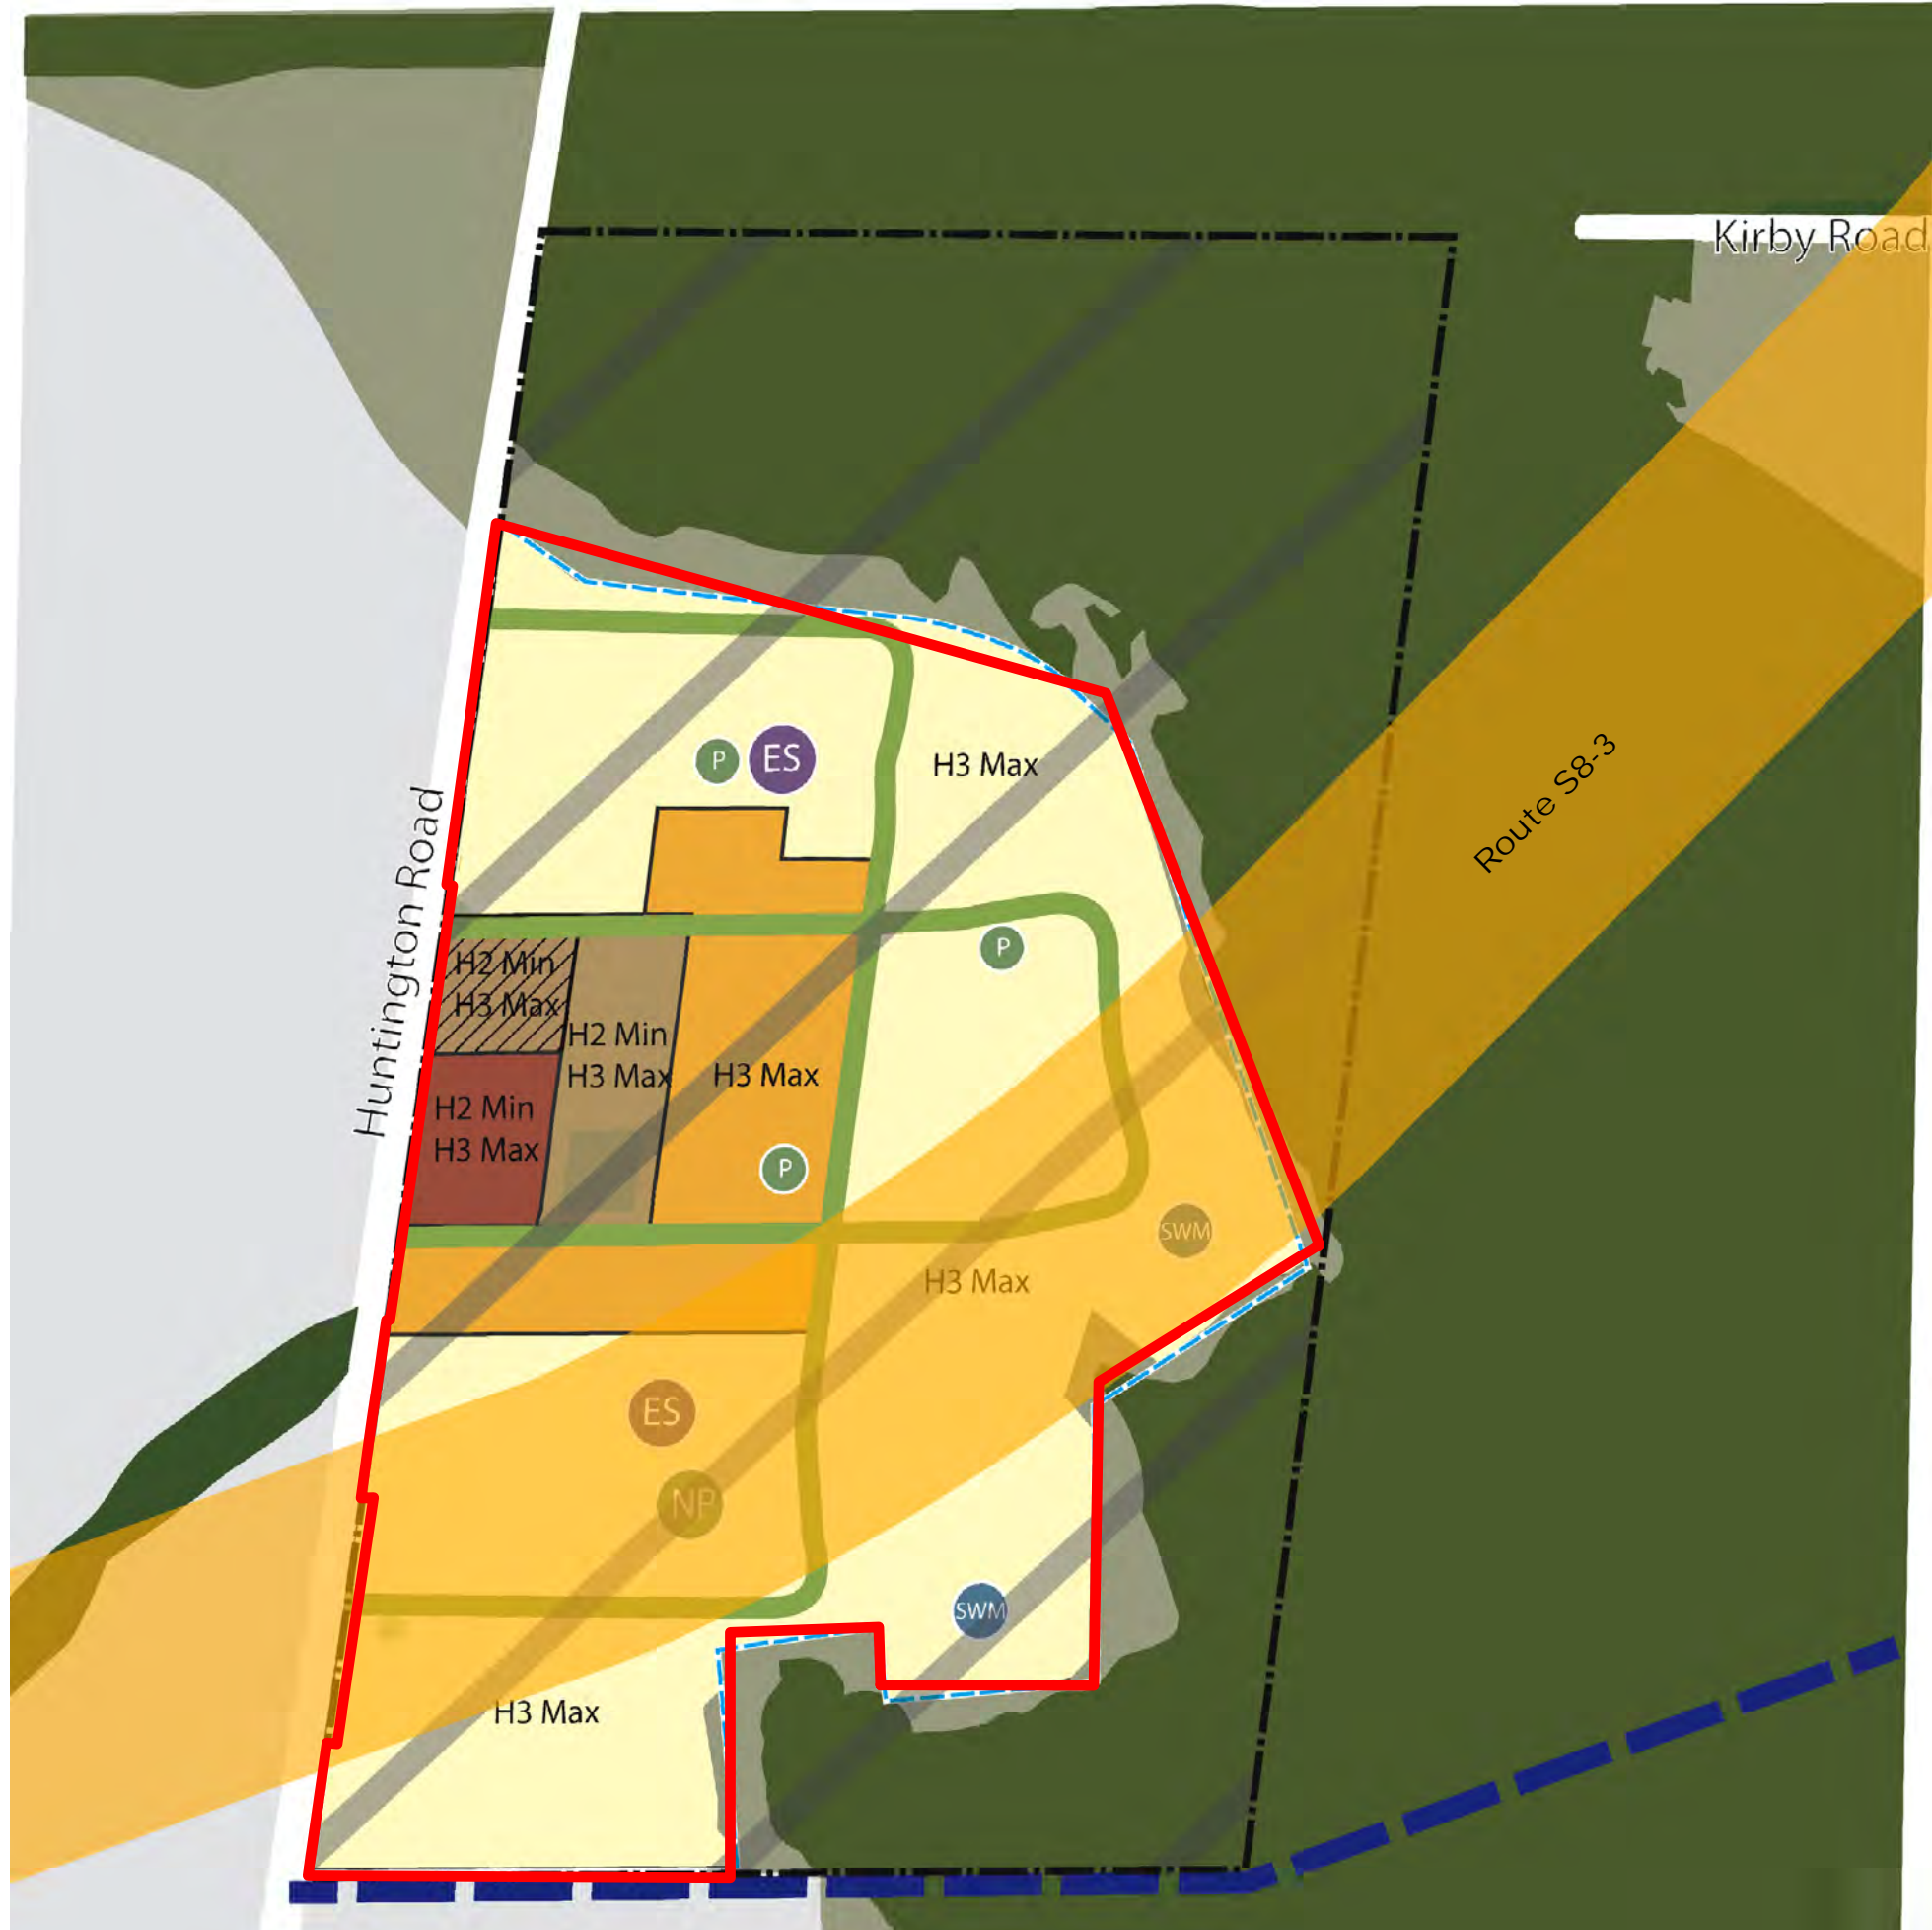 Kirby Road
Route S8-3
Huntington Road
P
ES
H3 Max
P
H2 Min
H3 Max
H2 Min
H3 Max
H3 Max
H2 Min
H3 Max
P
SWM
H3 Max
ES
NP
SWM
H3 Max